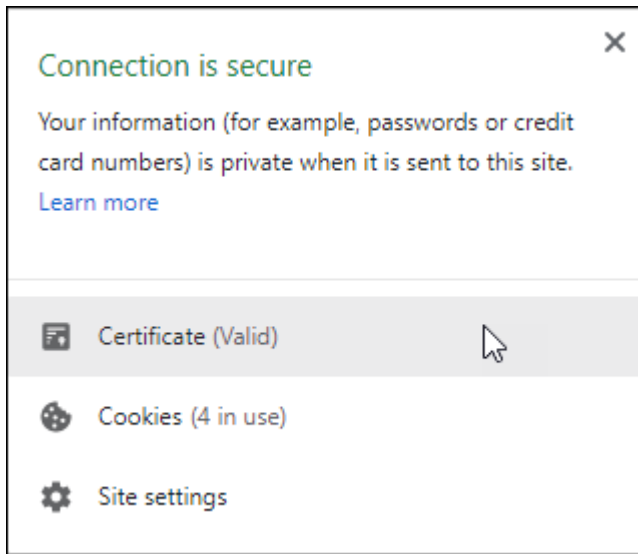 Connection is secure
Your information (for example, passwords or credit
card numbers) is private when it is sent to this site.
Learn more
Certificate (Valid)
Cookies (4 in use)
Site settings